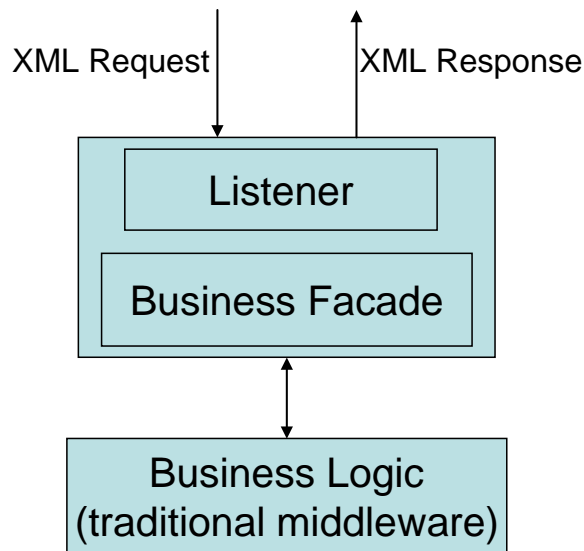 XML Request
XML Response
Listener
Business Facade
Business Logic
(traditional middleware)